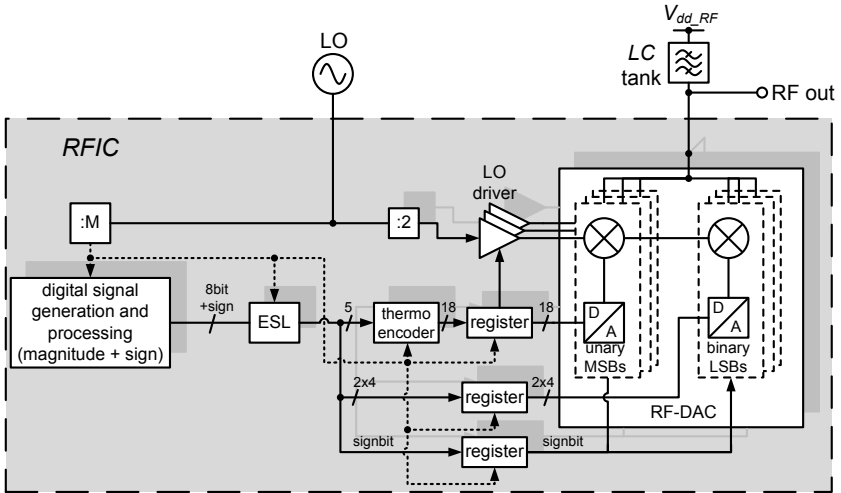 V_dd_RF
LC
tank
LO
RF out
RFIC
LO
driver
:M
:2
digital signal
generation and
processing
(magnitude + sign)
8bit
+sign
ESL
5
thermo
encoder
18
register
18
D
A
unary
MSBs
D
A
binary
LSBs
2x4
register
2x4
RF-DAC
signbit
register
signbit